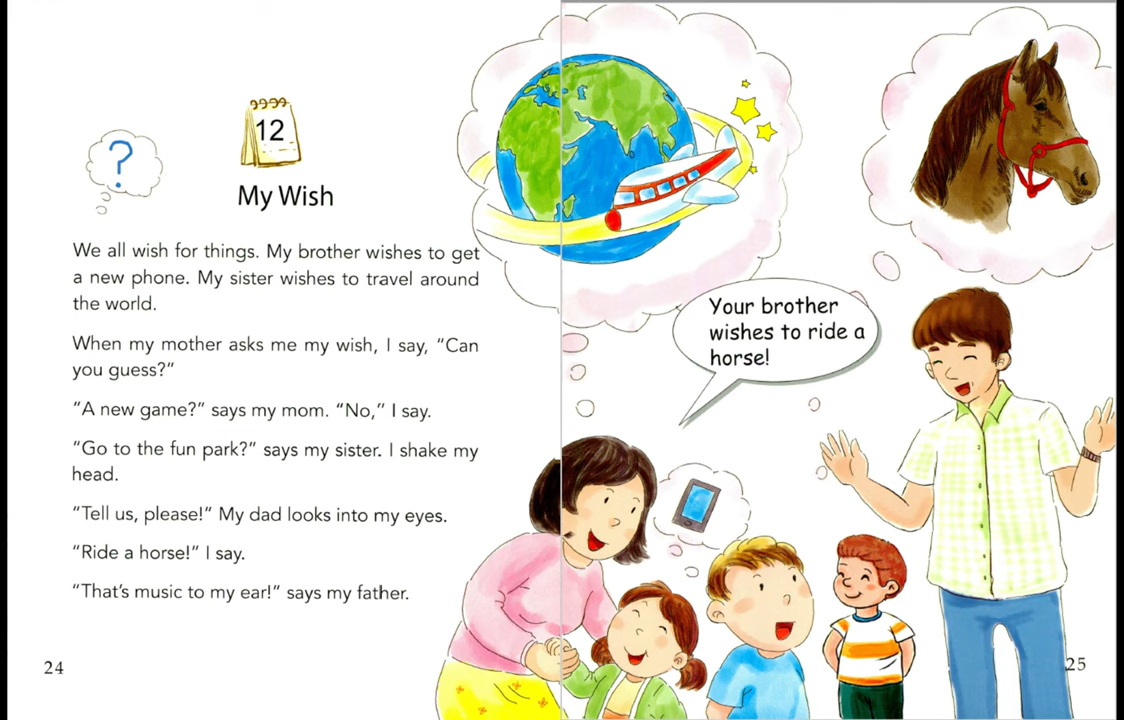 ?
12
My Wish
We all wish for things. My brother wishes to get
a new phone. My sister wishes to travel around
the world.
When my mother asks me my wish, I say, “Can
you guess?”
“A new game?” says my mom. “No,” I say.
“Go to the fun park?” says my sister. I shake my
head.
“Tell us, please!” My dad looks into my eyes.
“Ride a horse!” I say.
“That’s music to my ear!” says my father.
24
Your brother
wishes to ride a
horse!
25